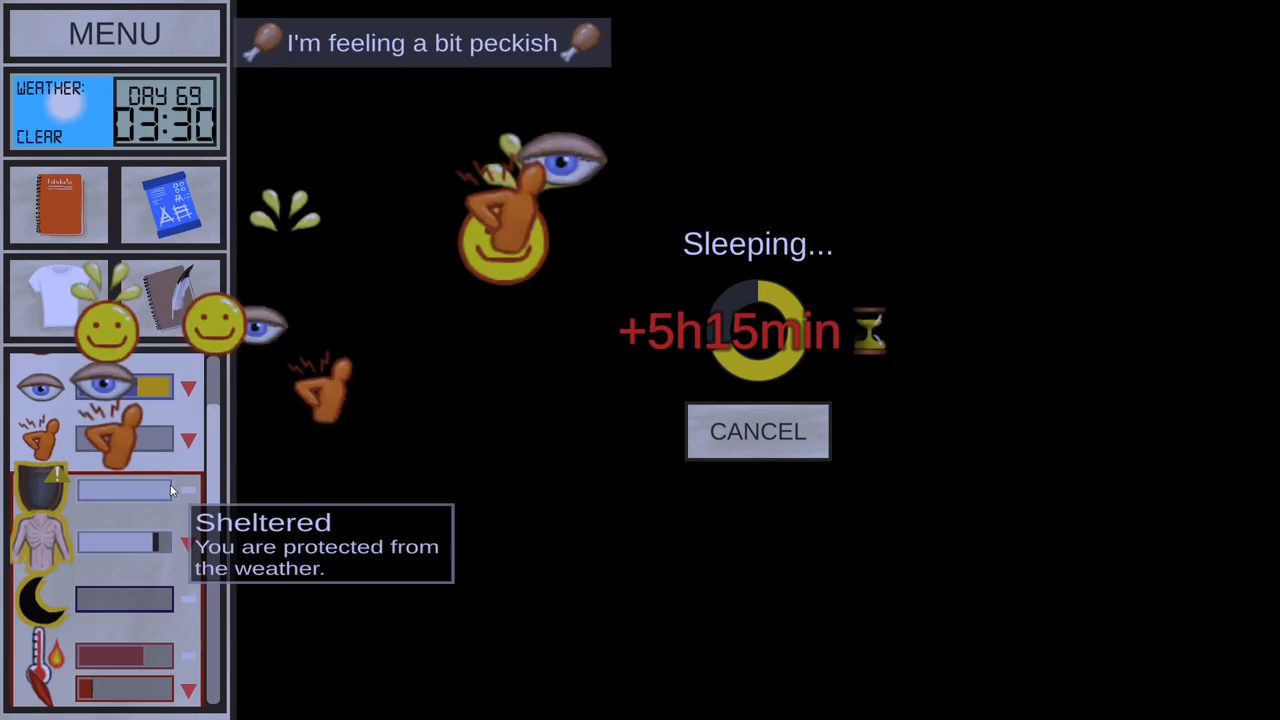 MENU
I'm feeling a bit peckish
WEATHER:
CLEAR
DAY 69
03:30
Sleeping...
+5h15min
CANCEL
Sheltered
You are protected from
the weather.